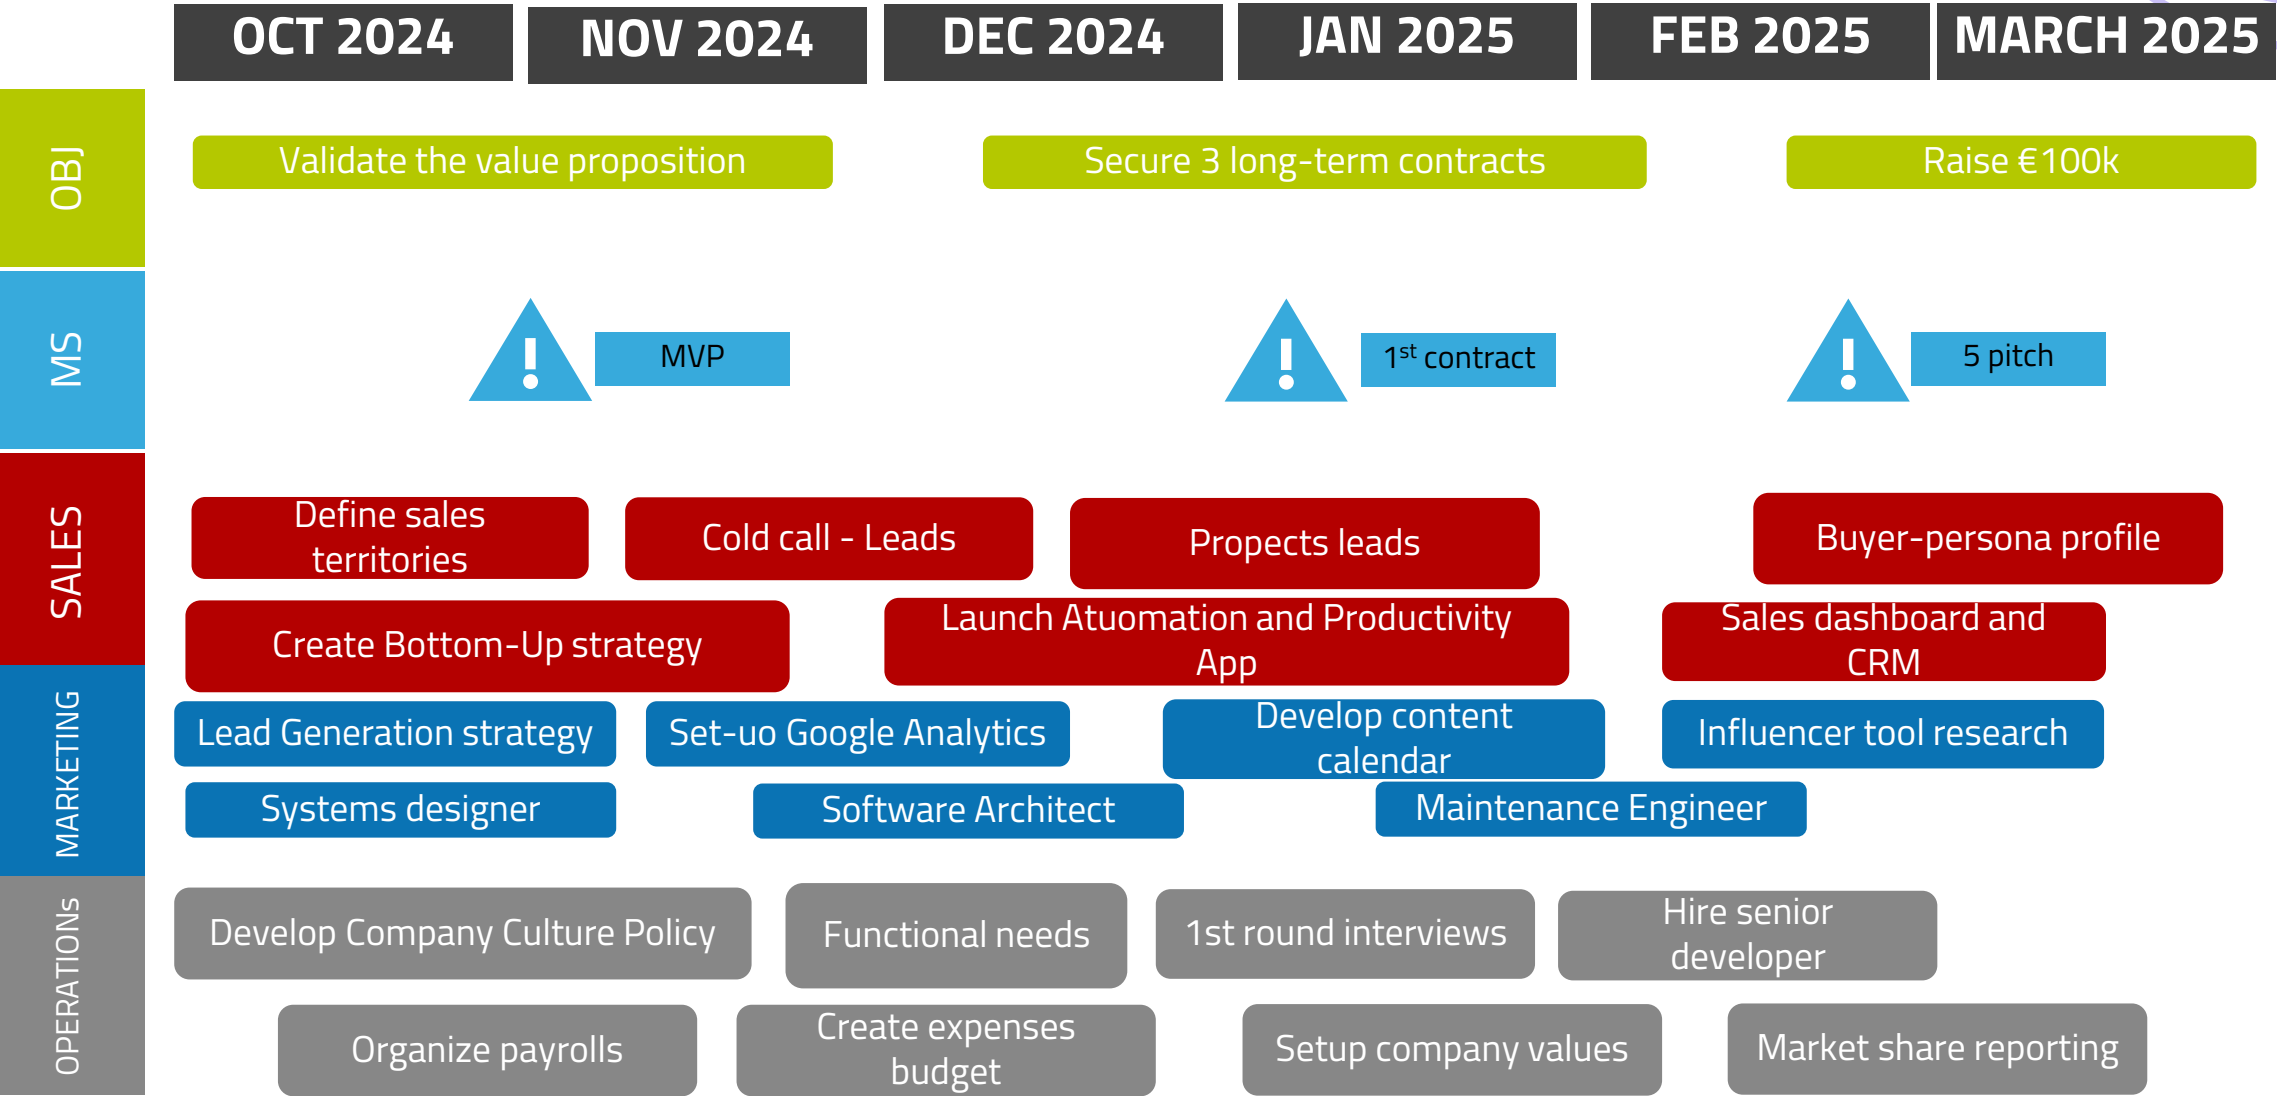 OCT 2024
NOV 2024
DEC 2024
JAN 2025
FEB 2025
MARCH 2025
OBJ
Validate the value proposition
Secure 3 long-term contracts
Raise €100k
MS
!
MVP
!
1st contract
!
5 pitch
SALES
Define sales
territories
Cold call - Leads
Propects leads
Buyer-persona profile
Create Bottom-Up strategy
Launch Atuomation and Productivity
App
Sales dashboard and
CRM
MARKETING
Lead Generation strategy
Set-uo Google Analytics
Develop content
calendar
Influencer tool research
Systems designer
Software Architect
Maintenance Engineer
OPERATIONs
Develop Company Culture Policy
Functional needs
1st round interviews
Hire senior
developer
Organize payrolls
Create expenses
budget
Setup company values
Market share reporting